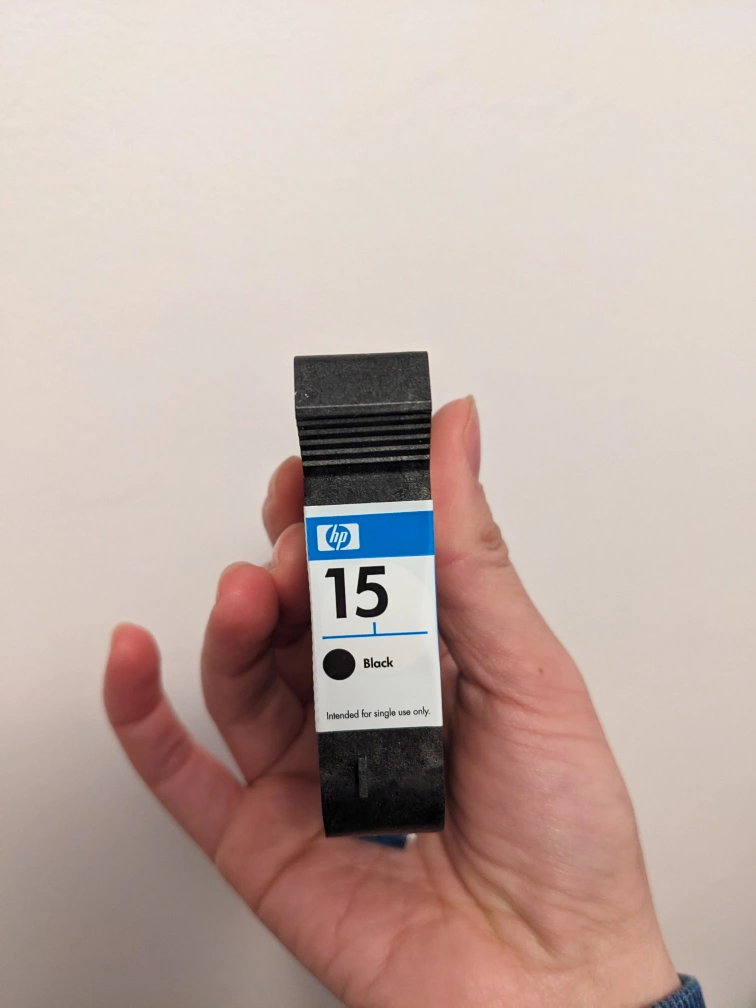 hp
15
Black
Intended for single use only.